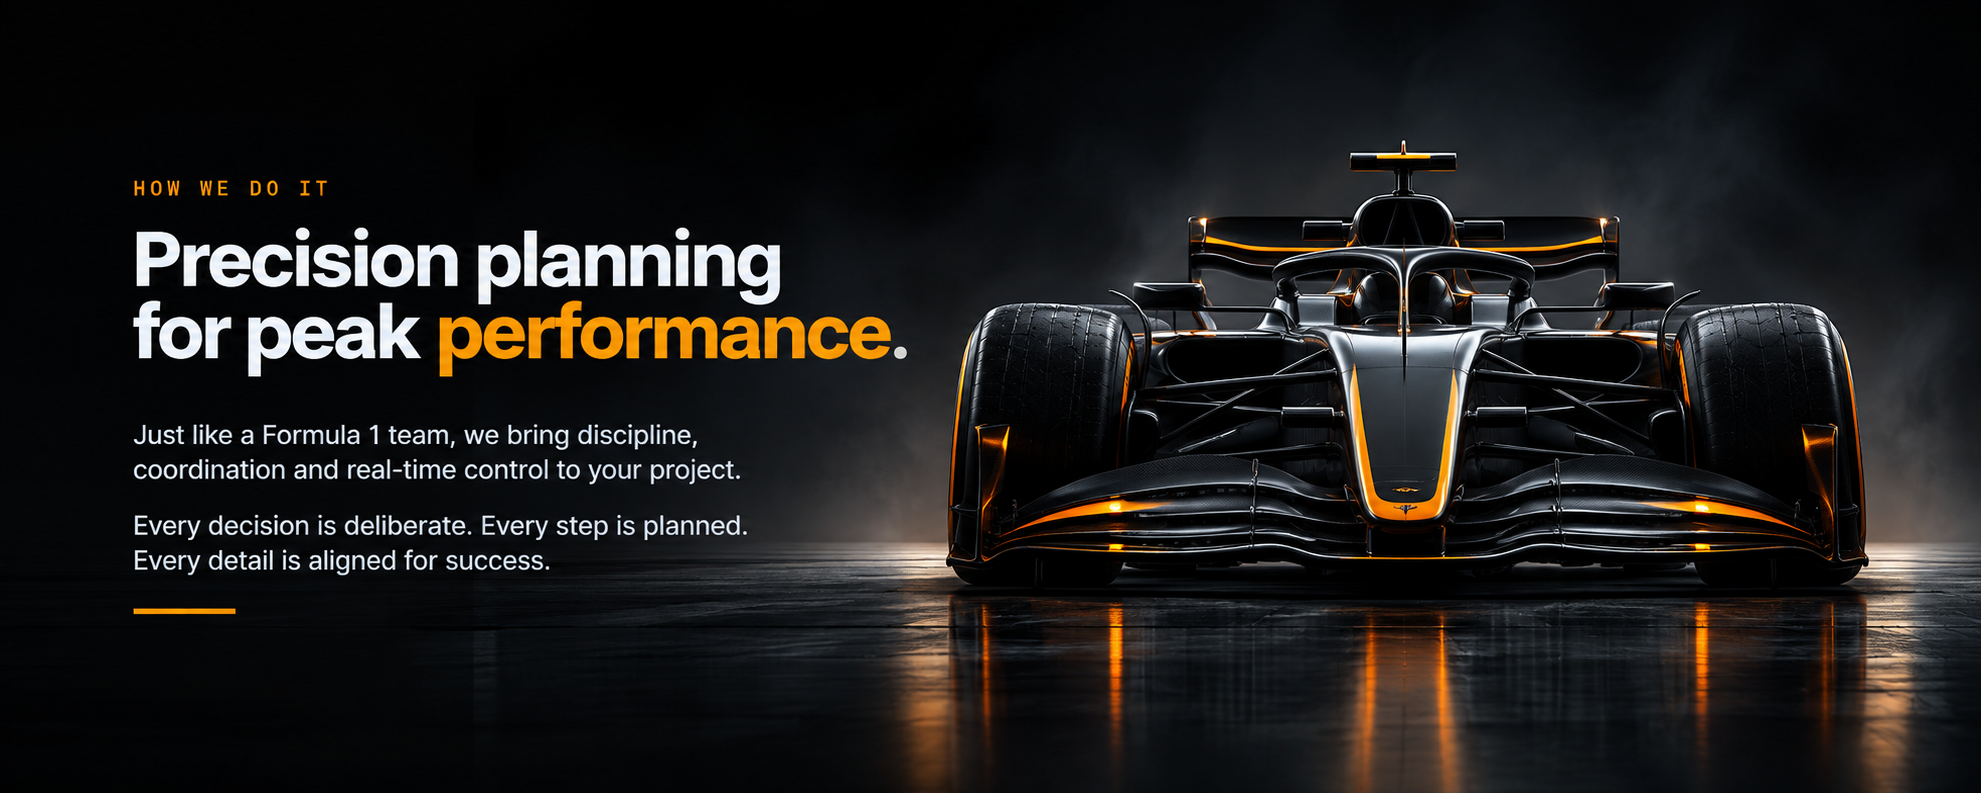 HOW WE DO IT
Precision planning
for peak performance.
Just like a Formula 1 team, we bring discipline,
coordination and real-time control to your project.
Every decision is deliberate. Every step is planned.
Every detail is aligned for success.